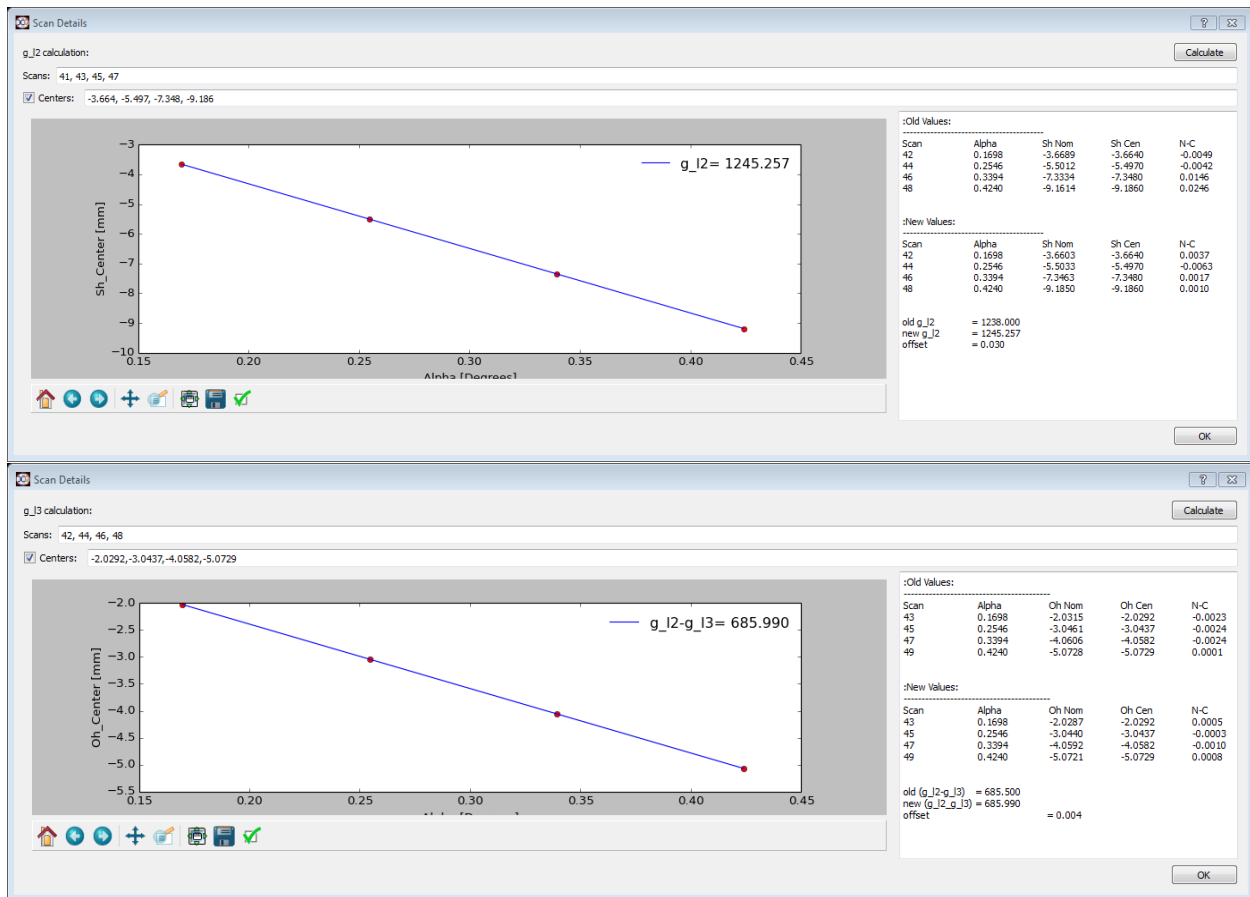 Scan Details
g_l2 calculation:
Calculate
Scans: 41, 43, 45, 47
Centers: -3.664, -5.497, -7.348, -9.186
−3
−4
−5
−6
−7
−8
−9
−10
Sh_Center [mm]
g_l2= 1245.257
0.15 0.20 0.25 0.30 0.35 0.40 0.45
Alpha [Degrees]
:Old Values:
----------------------------------------
Scan Alpha Sh Nom Sh Cen N-C
42 0.1698 -3.6689 -3.6640 -0.0049
44 0.2546 -5.5012 -5.4970 -0.0042
46 0.3394 -7.3334 -7.3480 0.0146
48 0.4240 -9.1614 -9.1860 0.0246
:New Values:
----------------------------------------
Scan Alpha Sh Nom Sh Cen N-C
42 0.1698 -3.6603 -3.6640 0.0037
44 0.2546 -5.5033 -5.4970 -0.0063
46 0.3394 -7.3463 -7.3480 0.0017
48 0.4240 -9.1850 -9.1860 0.0010
old g_l2 = 1238.000
new g_l2 = 1245.257
offset = 0.030
OK
Scan Details
g_l3 calculation:
Calculate
Scans: 42, 44, 46, 48
Centers: -2.0292,-3.0437,-4.0582,-5.0729
−2.0
−2.5
−3.0
−3.5
−4.0
−4.5
−5.0
−5.5
Oh_Center [mm]
g_l2-g_l3= 685.990
0.15 0.20 0.25 0.30 0.35 0.40 0.45
:Old Values:
------------------------------------------
Scan Alpha Oh Nom Oh Cen N-C
43 0.1698 -2.0315 -2.0292 -0.0023
45 0.2546 -3.0461 -3.0437 -0.0024
47 0.3394 -4.0606 -4.0582 -0.0024
49 0.4240 -5.0728 -5.0729 0.0001
:New Values:
------------------------------------------
Scan Alpha Oh Nom Oh Cen N-C
43 0.1698 -2.0287 -2.0292 0.0005
45 0.2546 -3.0440 -3.0437 -0.0003
47 0.3394 -4.0592 -4.0582 -0.0010
49 0.4240 -5.0721 -5.0729 0.0008
old (g_l2-g_l3) = 685.500
new (g_l2_g_l3) = 685.990
offset = 0.004
OK